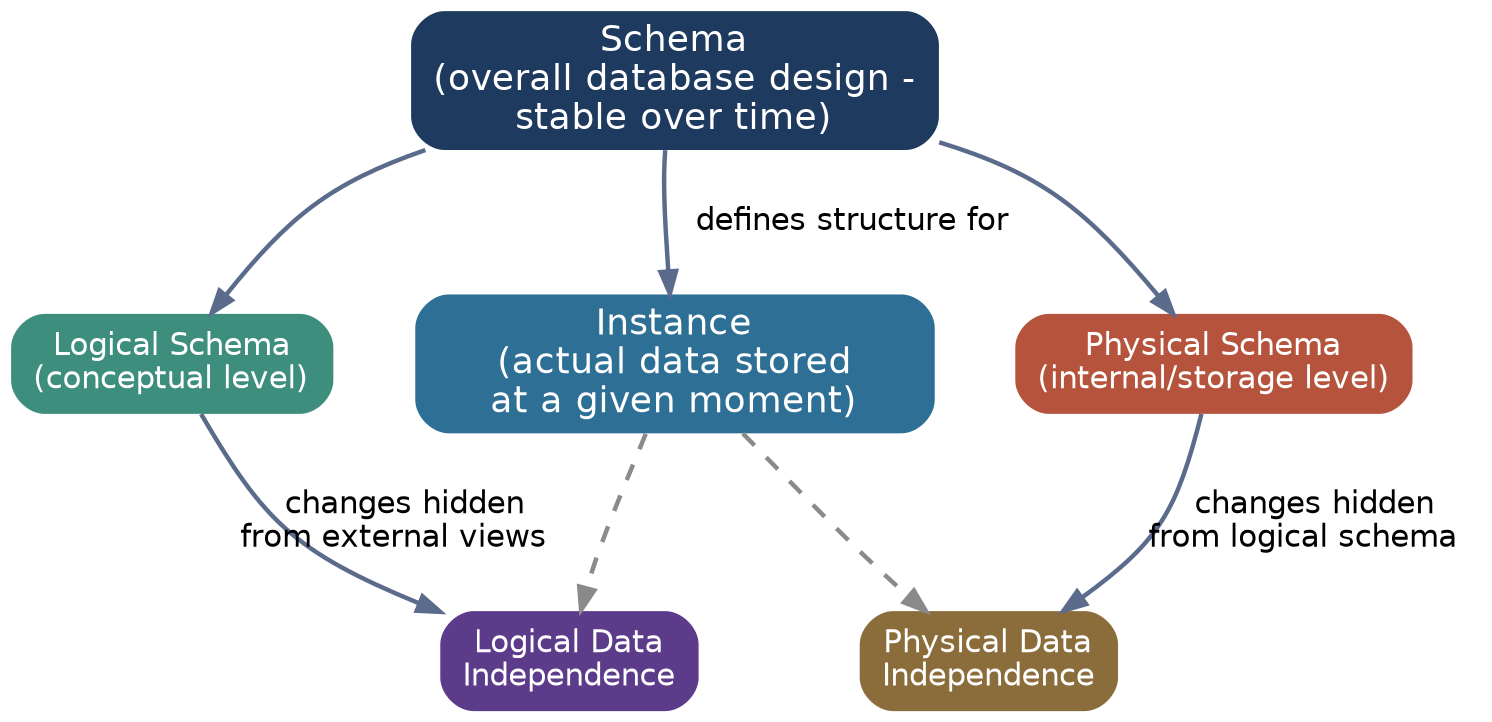 Schema
(overall database design -
stable over time)
defines structure for
Logical Schema
(conceptual level)
Instance
(actual data stored
at a given moment)
Physical Schema
(internal/storage level)
changes hidden
from external views
changes hidden
from logical schema
Logical Data
Independence
Physical Data
Independence